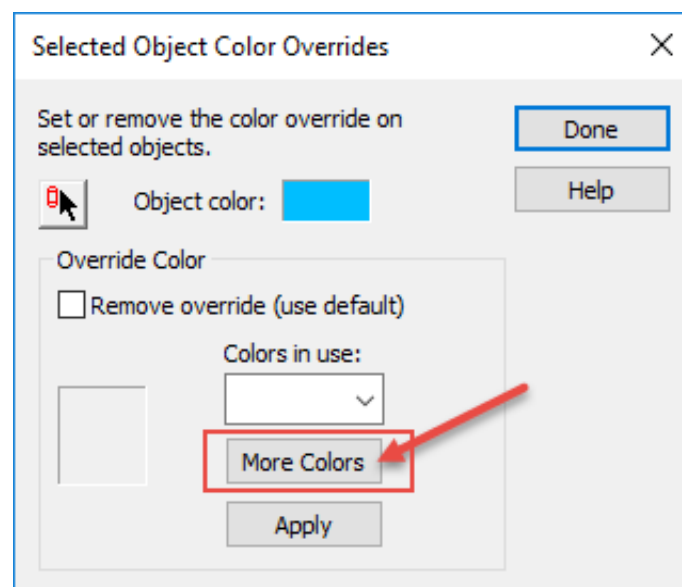 Selected Object Color Overrides
Set or remove the color override on
selected objects.
Done
Help
Object color:
Override Color
Remove override (use default)
Colors in use:
More Colors
Apply